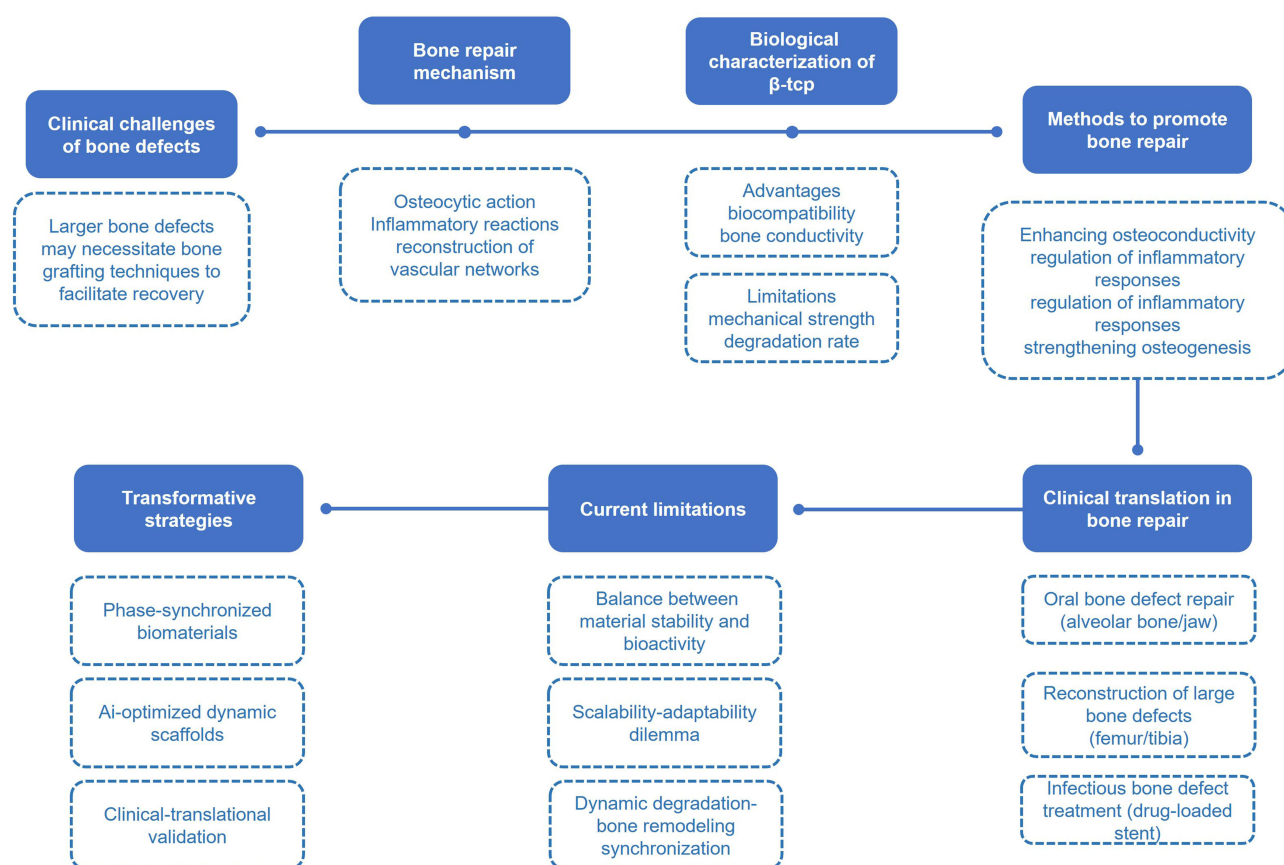 Clinical challenges
of bone defects
Larger bone defects
may necessitate bone
grafting techniques to
facilitate recovery
Bone repair
mechanism
Osteocytic action
Inflammatory reactions
reconstruction of
vascular networks
Biological
characterization of
β-tcp
Advantages
biocompatibility
bone conductivity
Limitations
mechanical strength
degradation rate
Methods to promote
bone repair
Enhancing osteoconductivity
regulation of inflammatory
responses
regulation of inflammatory
responses
strengthening osteogenesis
Clinical translation in
bone repair
Oral bone defect repair
(alveolar bone/jaw)
Reconstruction of large
bone defects
(femur/tibia)
Infectious bone defect
treatment (drug-loaded
stent)
Current limitations
Balance between
material stability and
bioactivity
Scalability-adaptability
dilemma
Dynamic degradation-
bone remodeling
synchronization
Transformative
strategies
Phase-synchronized
biomaterials
Ai-optimized dynamic
scaffolds
Clinical-translational
validation